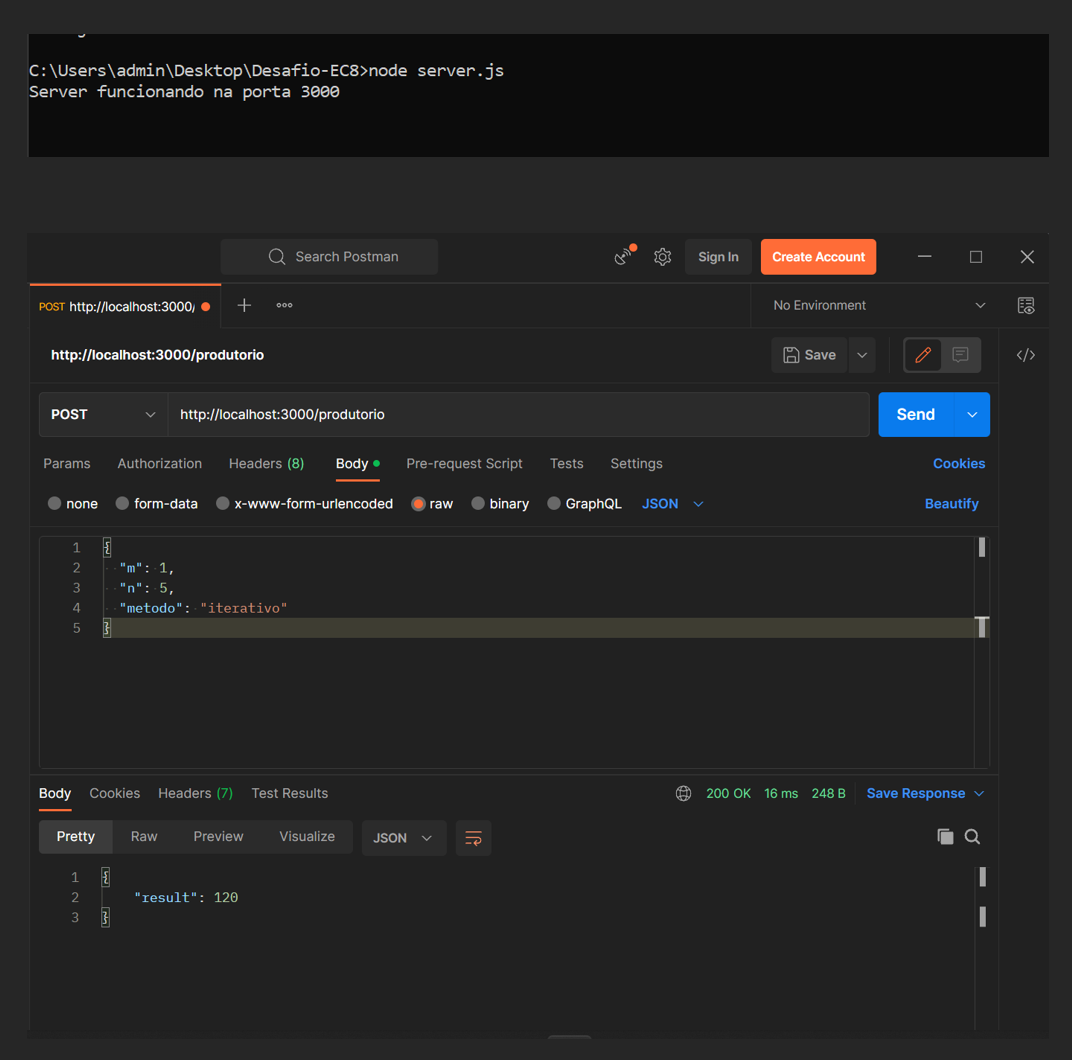 C:\Users\admin\Desktop\Desafio-EC8>node server.js
Server funcionando na porta 3000
Search Postman
Sign In
Create Account
POST http://localhost:3000/
No Environment
http://localhost:3000/produtorio
Save
POST
http://localhost:3000/produtorio
Send
Params Authorization Headers (8) Body Pre-request Script Tests Settings Cookies
none form-data x-www-form-urlencoded raw binary GraphQL JSON Beautify
1 {
2 "m": 1,
3 "n": 5,
4 "metodo": "iterativo"
5 }
Body Cookies Headers (7) Test Results 200 OK 16 ms 248 B Save Response
Pretty Raw Preview Visualize JSON
1 {
2 "result": 120
3 }